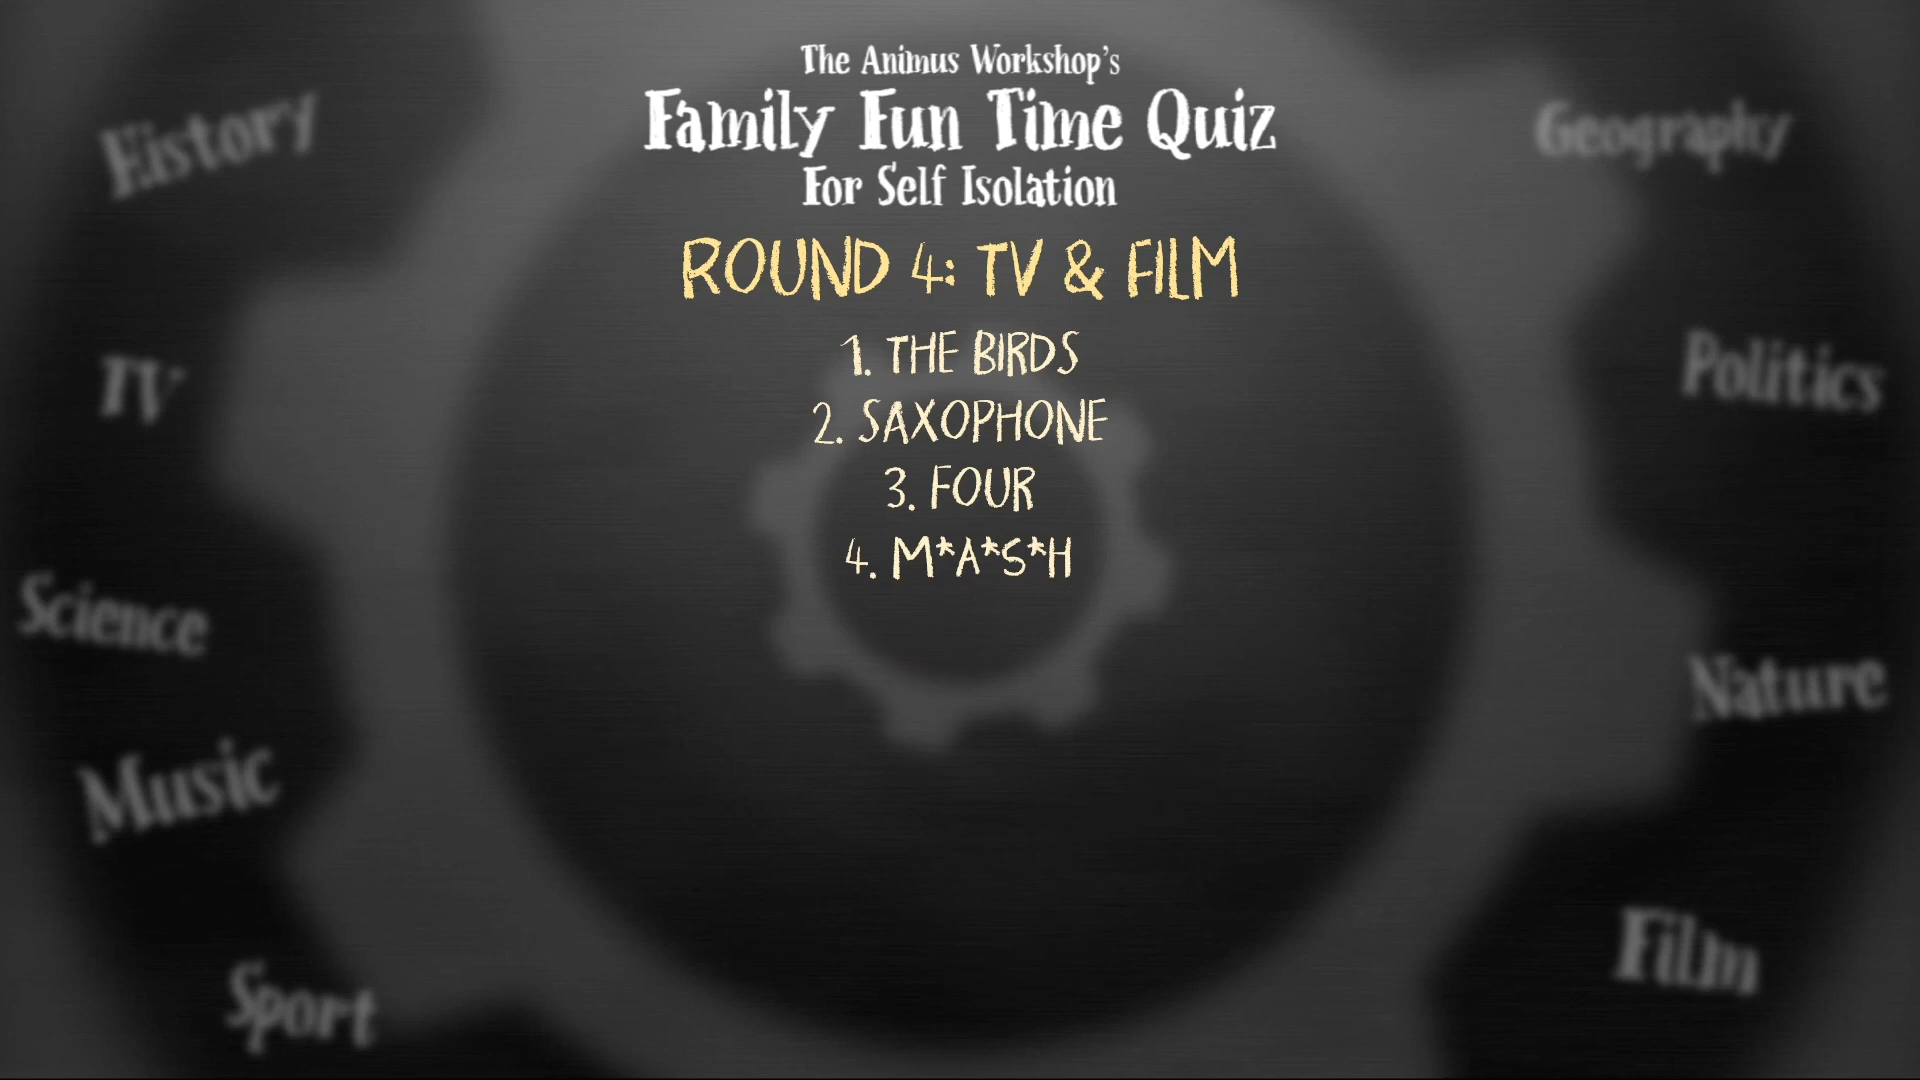 The Animus Workshop's
Family Fun Time Quiz
For Self Isolation
ROUND 4: TV & FILM
1. THE BIRDS
2. SAXOPHONE
3. FOUR
4. M*A*S*H
History
TV
Science
Music
Sport
Geography
Politics
Nature
Film